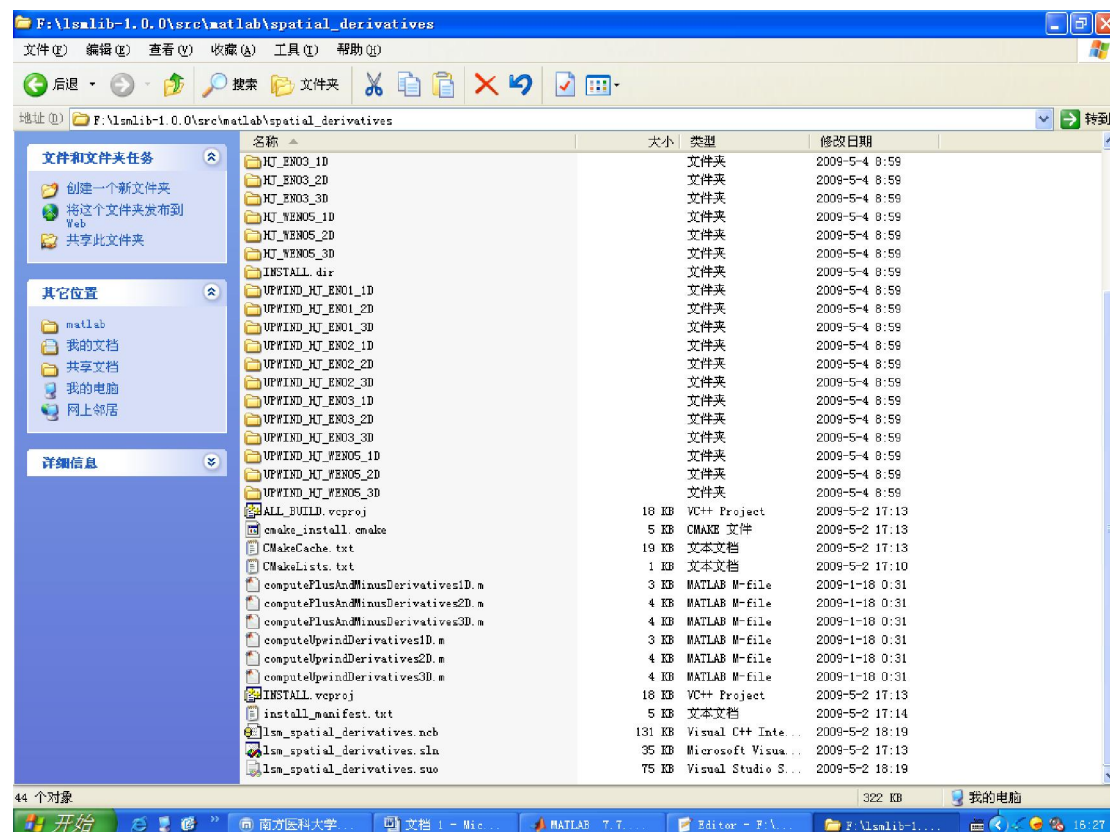 F:\lsmlib-1.0.0\src\matlab\spatial_derivatives
文件(F) 编辑(E) 查看(V) 收藏(A) 工具(T) 帮助(H)
后退 搜索 文件夹
地址(D) F:\lsmlib-1.0.0\src\matlab\spatial_derivatives 转到
名称 大小 类型 修改日期
文件和文件夹任务
创建一个新文件夹
将这个文件夹发布到
Web
共享此文件夹
其它位置
matlab
我的文档
共享文档
我的电脑
网上邻居
详细信息
HJ_ENO3_1D 文件夹 2009-5-4 8:59
HJ_ENO3_2D 文件夹 2009-5-4 8:59
HJ_ENO3_3D 文件夹 2009-5-4 8:59
HJ_WENO5_1D 文件夹 2009-5-4 8:59
HJ_WENO5_2D 文件夹 2009-5-4 8:59
HJ_WENO5_3D 文件夹 2009-5-4 8:59
INSTALL.dir 文件夹 2009-5-4 8:59
UPWIND_HJ_ENO1_1D 文件夹 2009-5-4 8:59
UPWIND_HJ_ENO1_2D 文件夹 2009-5-4 8:59
UPWIND_HJ_ENO1_3D 文件夹 2009-5-4 8:59
UPWIND_HJ_ENO2_1D 文件夹 2009-5-4 8:59
UPWIND_HJ_ENO2_2D 文件夹 2009-5-4 8:59
UPWIND_HJ_ENO2_3D 文件夹 2009-5-4 8:59
UPWIND_HJ_ENO3_1D 文件夹 2009-5-4 8:59
UPWIND_HJ_ENO3_2D 文件夹 2009-5-4 8:59
UPWIND_HJ_ENO3_3D 文件夹 2009-5-4 8:59
UPWIND_HJ_WENO5_1D 文件夹 2009-5-4 8:59
UPWIND_HJ_WENO5_2D 文件夹 2009-5-4 8:59
UPWIND_HJ_WENO5_3D 文件夹 2009-5-4 8:59
ALL_BUILD.vcproj 18 KB VC++ Project 2009-5-2 17:13
cmake_install.cmake 5 KB CMAKE 文件 2009-5-2 17:13
CMakeCache.txt 19 KB 文本文档 2009-5-2 17:13
CMakeLists.txt 1 KB 文本文档 2009-5-2 17:10
computePlusAndMinusDerivatives1D.m 3 KB MATLAB M-file 2009-1-18 0:31
computePlusAndMinusDerivatives2D.m 4 KB MATLAB M-file 2009-1-18 0:31
computePlusAndMinusDerivatives3D.m 4 KB MATLAB M-file 2009-1-18 0:31
computeUpwindDerivatives1D.m 3 KB MATLAB M-file 2009-1-18 0:31
computeUpwindDerivatives2D.m 4 KB MATLAB M-file 2009-1-18 0:31
computeUpwindDerivatives3D.m 4 KB MATLAB M-file 2009-1-18 0:31
INSTALL.vcproj 18 KB VC++ Project 2009-5-2 17:13
install_manifest.txt 5 KB 文本文档 2009-5-2 17:14
lsm_spatial_derivatives.ncb 131 KB Visual C++ Inte... 2009-5-2 18:19
lsm_spatial_derivatives.sln 35 KB Microsoft Visua... 2009-5-2 17:13
lsm_spatial_derivatives.suo 75 KB Visual Studio S... 2009-5-2 18:19
44 个对象 322 KB 我的电脑
开始 南方医科大学... 文档 1 - Mic... MATLAB 7.7.... Editor - F:\... F:\lsmlib-1.... 16:27